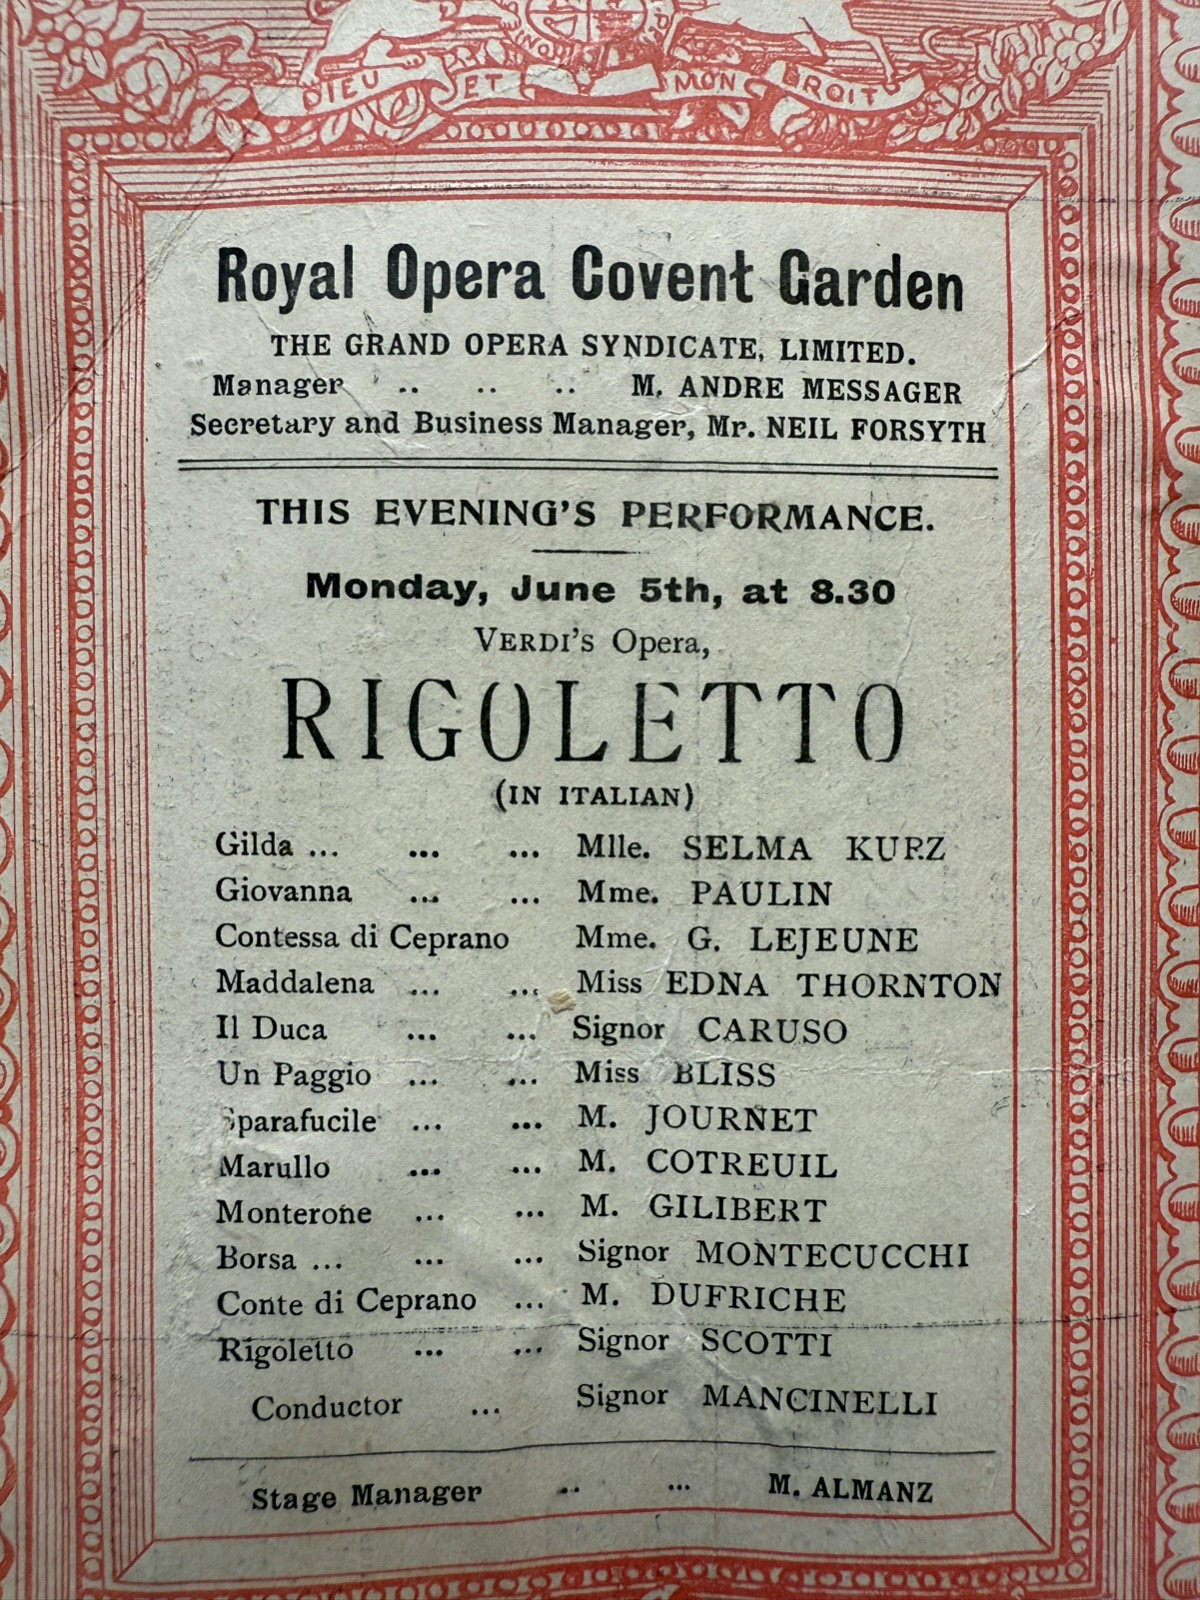 DIEU ET MON DROIT
Royal Opera Covent Garden
THE GRAND OPERA SYNDICATE, LIMITED.
Manager .. .. .. M. ANDRE MESSAGER
Secretary and Business Manager, Mr. NEIL FORSYTH
THIS EVENING'S PERFORMANCE.
Monday, June 5th, at 8.30
VERDI'S Opera,
RIGOLETTO
(IN ITALIAN)
Gilda ... ... ... Mlle. SELMA KURZ
Giovanna ... ... Mme. PAULIN
Contessa di Ceprano Mme. G. LEJEUNE
Maddalena ... ... Miss EDNA THORNTON
Il Duca ... ... Signor CARUSO
Un Paggio ... ... Miss BLISS
Sparafucile ... ... M. JOURNET
Marullo ... ... M. COTREUIL
Monterone ... ... M. GILIBERT
Borsa ... ... ... Signor MONTECUCCHI
Conte di Ceprano ... M. DUFRICHE
Rigoletto ... ... Signor SCOTTI
Conductor ... Signor MANCINELLI
Stage Manager .. ... M. ALMANZ